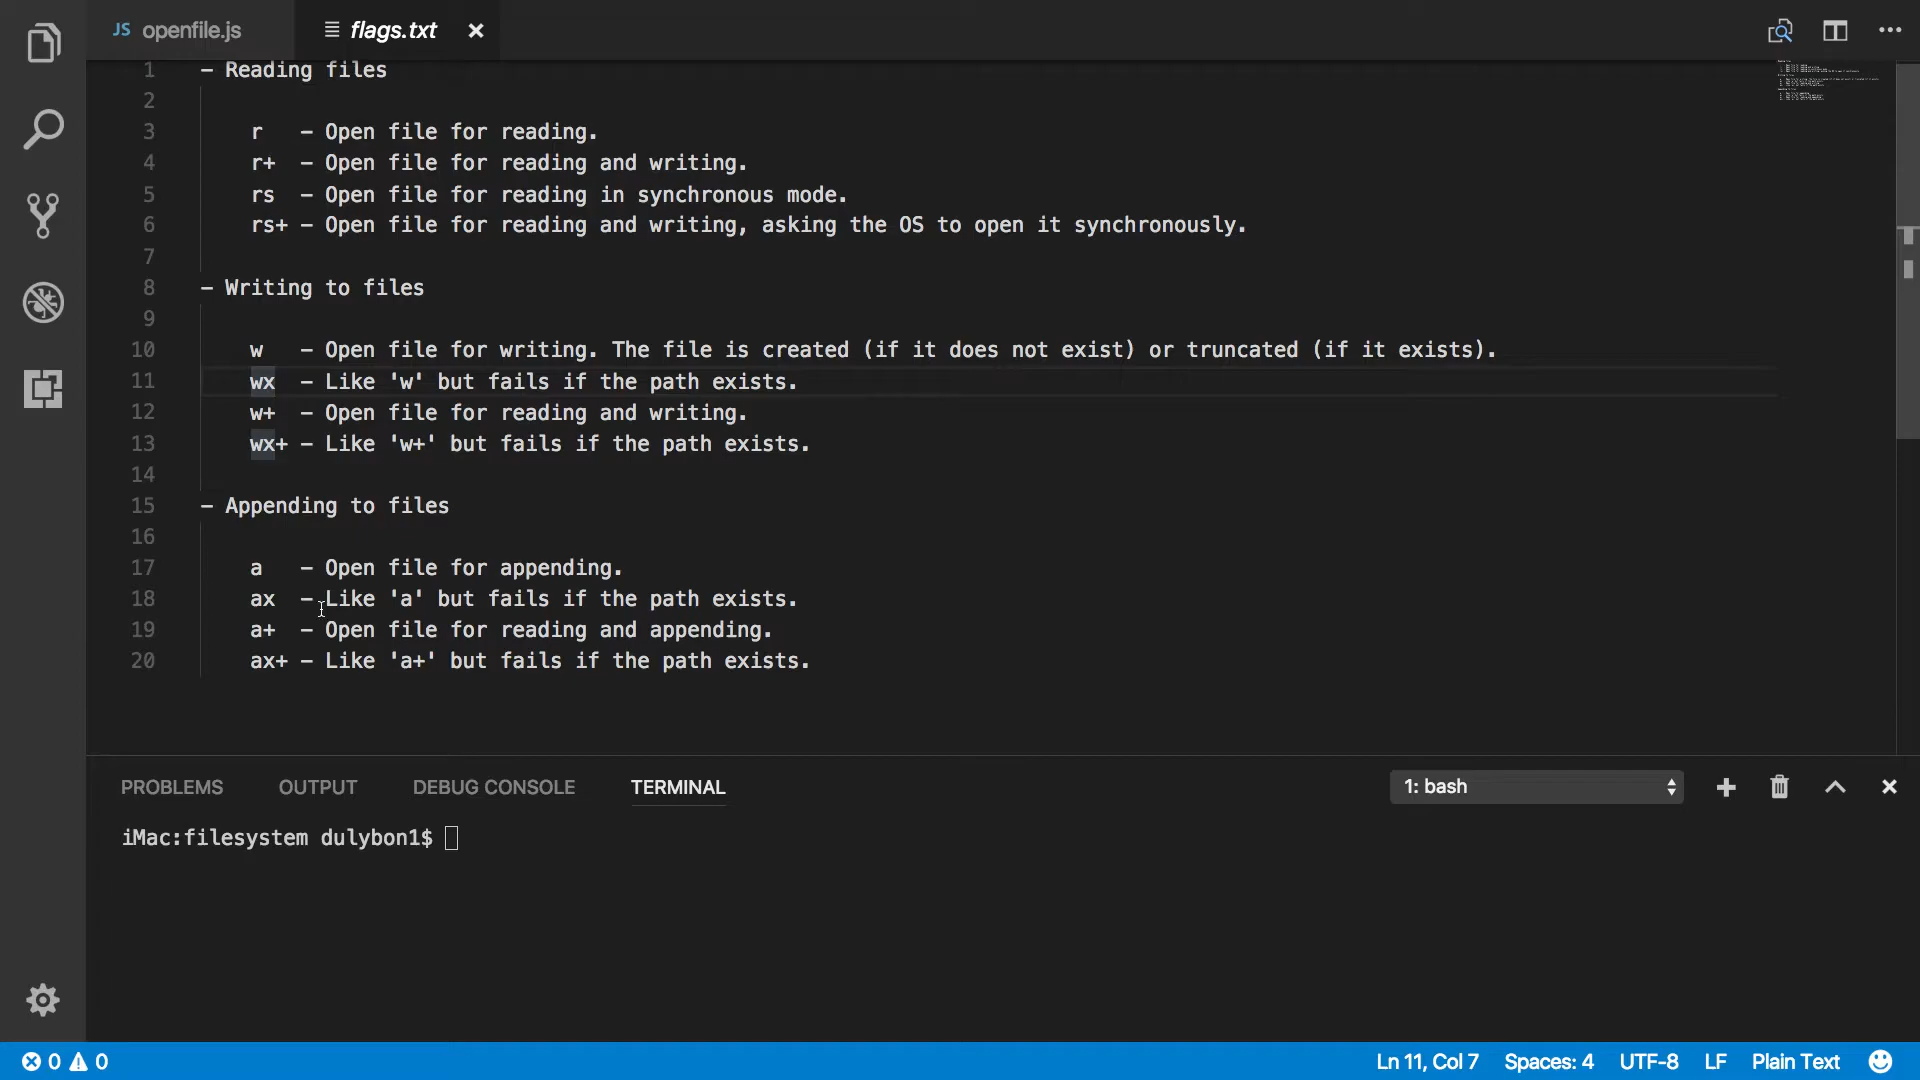 JS openfile.js
flags.txt
1 – Reading files
2
3 r – Open file for reading.
4 r+ – Open file for reading and writing.
5 rs – Open file for reading in synchronous mode.
6 rs+ – Open file for reading and writing, asking the OS to open it synchronously.
7
8 – Writing to files
9
10 w – Open file for writing. The file is created (if it does not exist) or truncated (if it exists).
11 wx – Like 'w' but fails if the path exists.
12 w+ – Open file for reading and writing.
13 wx+ – Like 'w+' but fails if the path exists.
14
15 – Appending to files
16
17 a – Open file for appending.
18 ax – Like 'a' but fails if the path exists.
19 a+ – Open file for reading and appending.
20 ax+ – Like 'a+' but fails if the path exists.
PROBLEMS OUTPUT DEBUG CONSOLE TERMINAL 1: bash
iMac:filesystem dulybon1$
0 0 Ln 11, Col 7 Spaces: 4 UTF-8 LF Plain Text